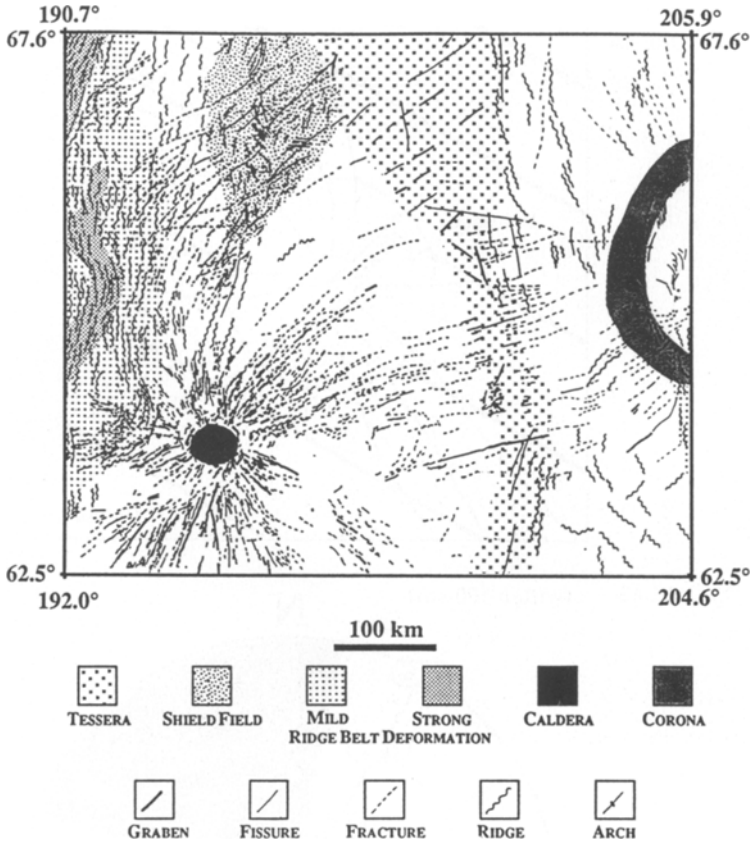 190.7° 205.9°
67.6° 67.6°
62.5° 62.5°
192.0° 204.6°
100 km
TESSERA SHIELD FIELD MILD STRONG CALDERA CORONA
RIDGE BELT DEFORMATION
GRABEN FISSURE FRACTURE RIDGE ARCH